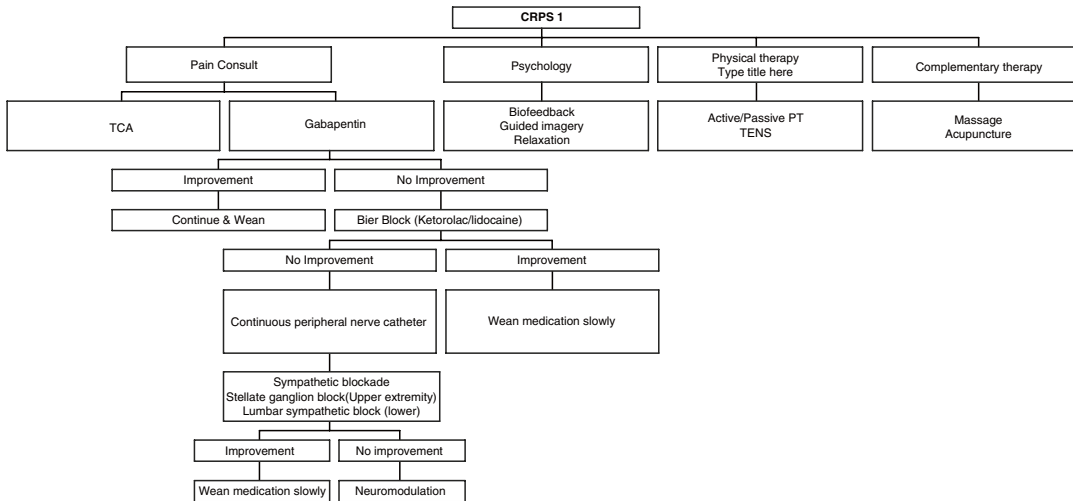 CRPS 1
Pain Consult
Psychology
Physical therapy
Type title here
Complementary therapy
TCA
Gabapentin
Biofeedback
Guided imagery
Relaxation
Active/Passive PT
TENS
Massage
Acupuncture
Improvement
No Improvement
Continue & Wean
Bier Block (Ketorolac/lidocaine)
No Improvement
Improvement
Continuous peripheral nerve catheter
Wean medication slowly
Sympathetic blockade
Stellate ganglion block(Upper extremity)
Lumbar sympathetic block (lower)
Improvement
No improvement
Wean medication slowly
Neuromodulation